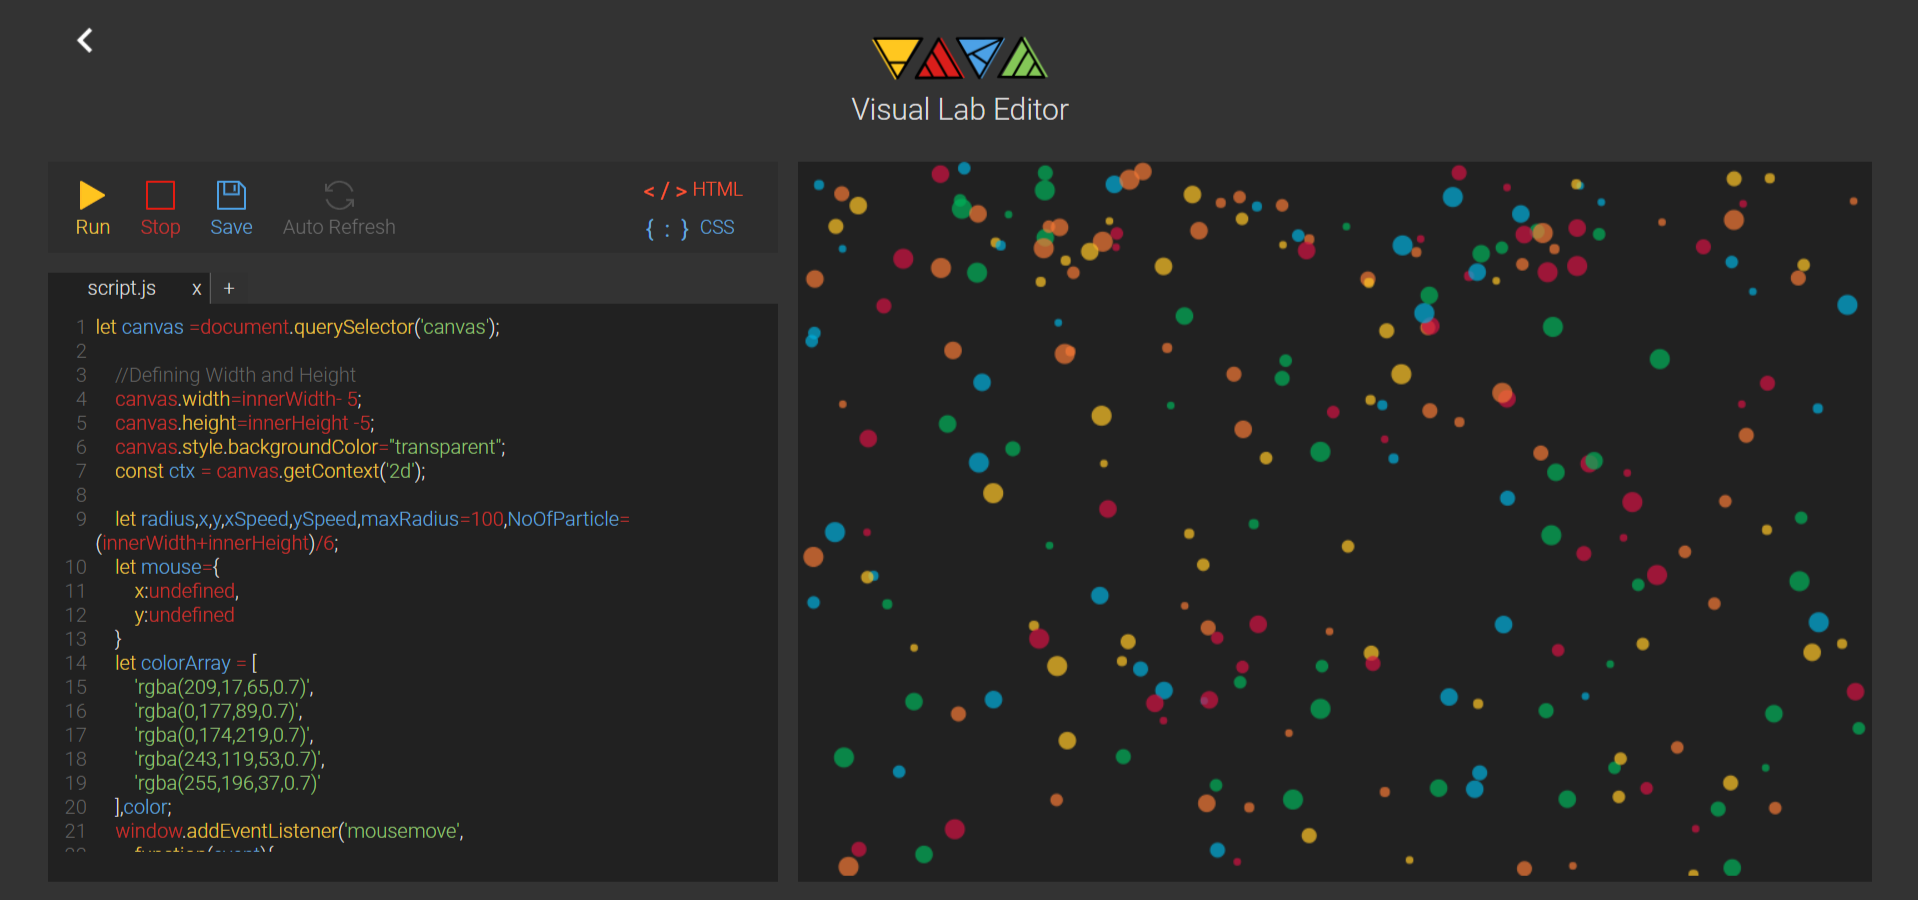 Visual Lab Editor
Run
Stop
Save
Auto Refresh
< / > HTML
{ : } CSS
script.js x +
1 let canvas =document.querySelector('canvas');
2
3 //Defining Width and Height
4 canvas.width=innerWidth- 5;
5 canvas.height=innerHeight -5;
6 canvas.style.backgroundColor="transparent";
7 const ctx = canvas.getContext('2d');
8
9 let radius,x,y,xSpeed,ySpeed,maxRadius=100,NoOfParticle=
(innerWidth+innerHeight)/6;
10 let mouse={
11 x:undefined,
12 y:undefined
13 }
14 let colorArray = [
15 'rgba(209,17,65,0.7)',
16 'rgba(0,177,89,0.7)',
17 'rgba(0,174,219,0.7)',
18 'rgba(243,119,53,0.7)',
19 'rgba(255,196,37,0.7)'
20 ],color;
21 window.addEventListener('mousemove',
22 function(event){